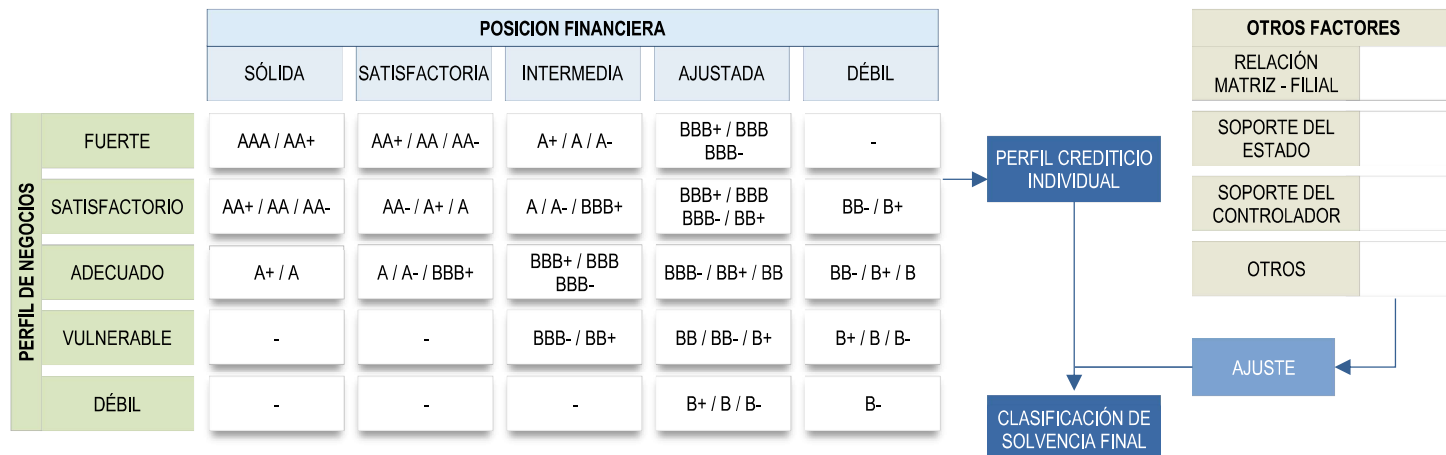 POSICION FINANCIERA
SÓLIDA
SATISFACTORIA
INTERMEDIA
AJUSTADA
DÉBIL
PERFIL DE NEGOCIOS
FUERTE
AAA / AA+
AA+ / AA / AA-
A+ / A / A-
BBB+ / BBB
BBB-
-
SATISFACTORIO
AA+ / AA / AA-
AA- / A+ / A
A / A- / BBB+
BBB+ / BBB
BBB- / BB+
BB- / B+
ADECUADO
A+ / A
A / A- / BBB+
BBB+ / BBB
BBB-
BBB- / BB+ / BB
BB- / B+ / B
VULNERABLE
-
-
BBB- / BB+
BB / BB- / B+
B+ / B / B-
DÉBIL
-
-
-
B+ / B / B-
B-
PERFIL CREDITICIO
INDIVIDUAL
OTROS FACTORES
RELACIÓN
MATRIZ - FILIAL
SOPORTE DEL
ESTADO
SOPORTE DEL
CONTROLADOR
OTROS
AJUSTE
CLASIFICACIÓN DE
SOLVENCIA FINAL